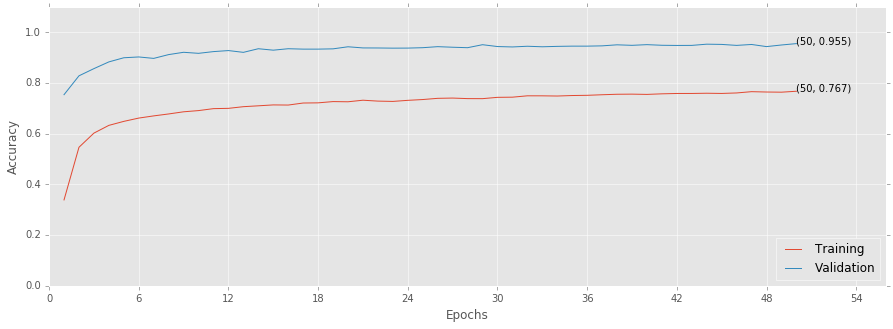 1.0
(50, 0.955)
0.8
(50, 0.767)
0.6
Accuracy
0.4
0.2
Training
Validation
0.0
0 6 12 18 24 30 36 42 48 54
Epochs